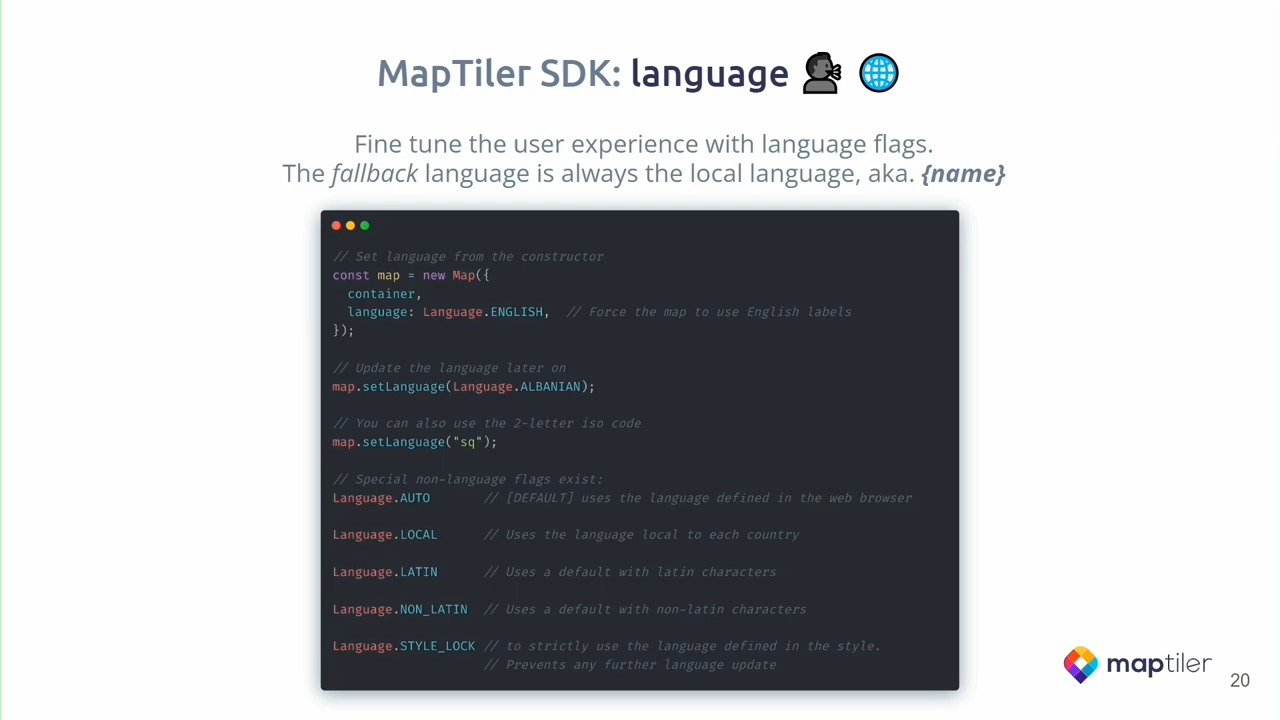 MapTiler SDK: language
Fine tune the user experience with language flags.
The fallback language is always the local language, aka. {name}
// Set language from the constructor
const map = new Map({
  container,
  language: Language.ENGLISH,  // Force the map to use English labels
});
// Update the language later on
map.setLanguage(Language.ALBANIAN);
// You can also use the 2-letter iso code
map.setLanguage("sq");
// Special non-language flags exist:
Language.AUTO       // [DEFAULT] uses the language defined in the web browser
Language.LOCAL      // Uses the language local to each country
Language.LATIN      // Uses a default with latin characters
Language.NON_LATIN  // Uses a default with non-latin characters
Language.STYLE_LOCK // to strictly use the language defined in the style.
                    // Prevents any further language update
maptiler
20